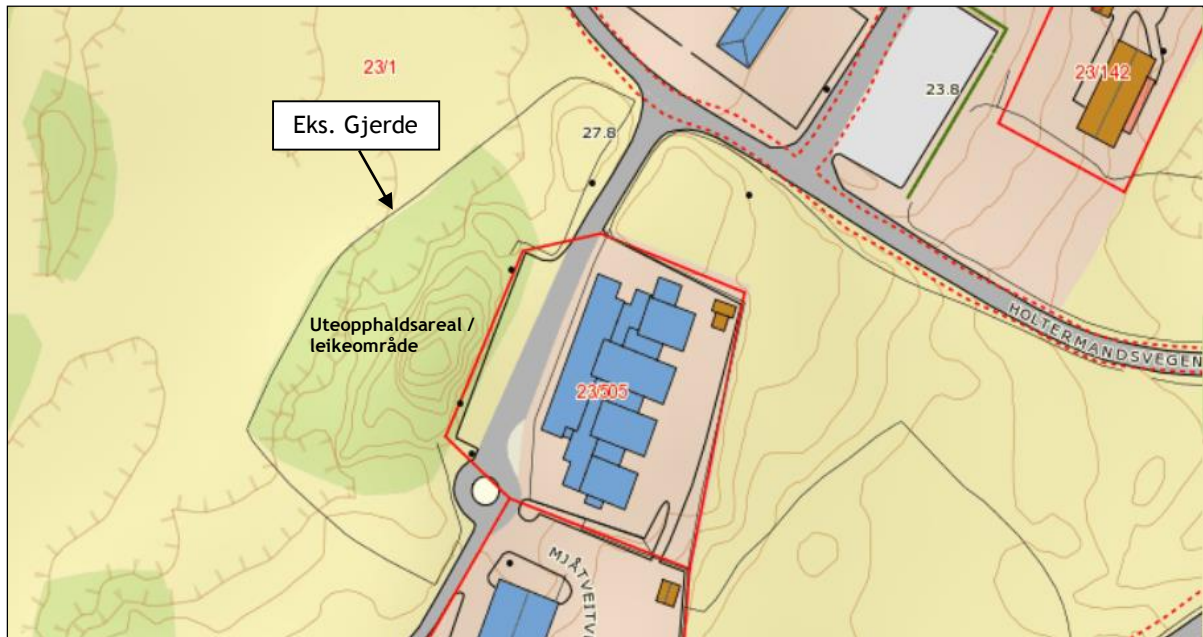 23/1
Eks. Gjerde
27.8
23.8
23/142
Uteopphaldsareal /
leikeområde
HOLTERMANDSVEGEN
23/505
MJÅTVEITV